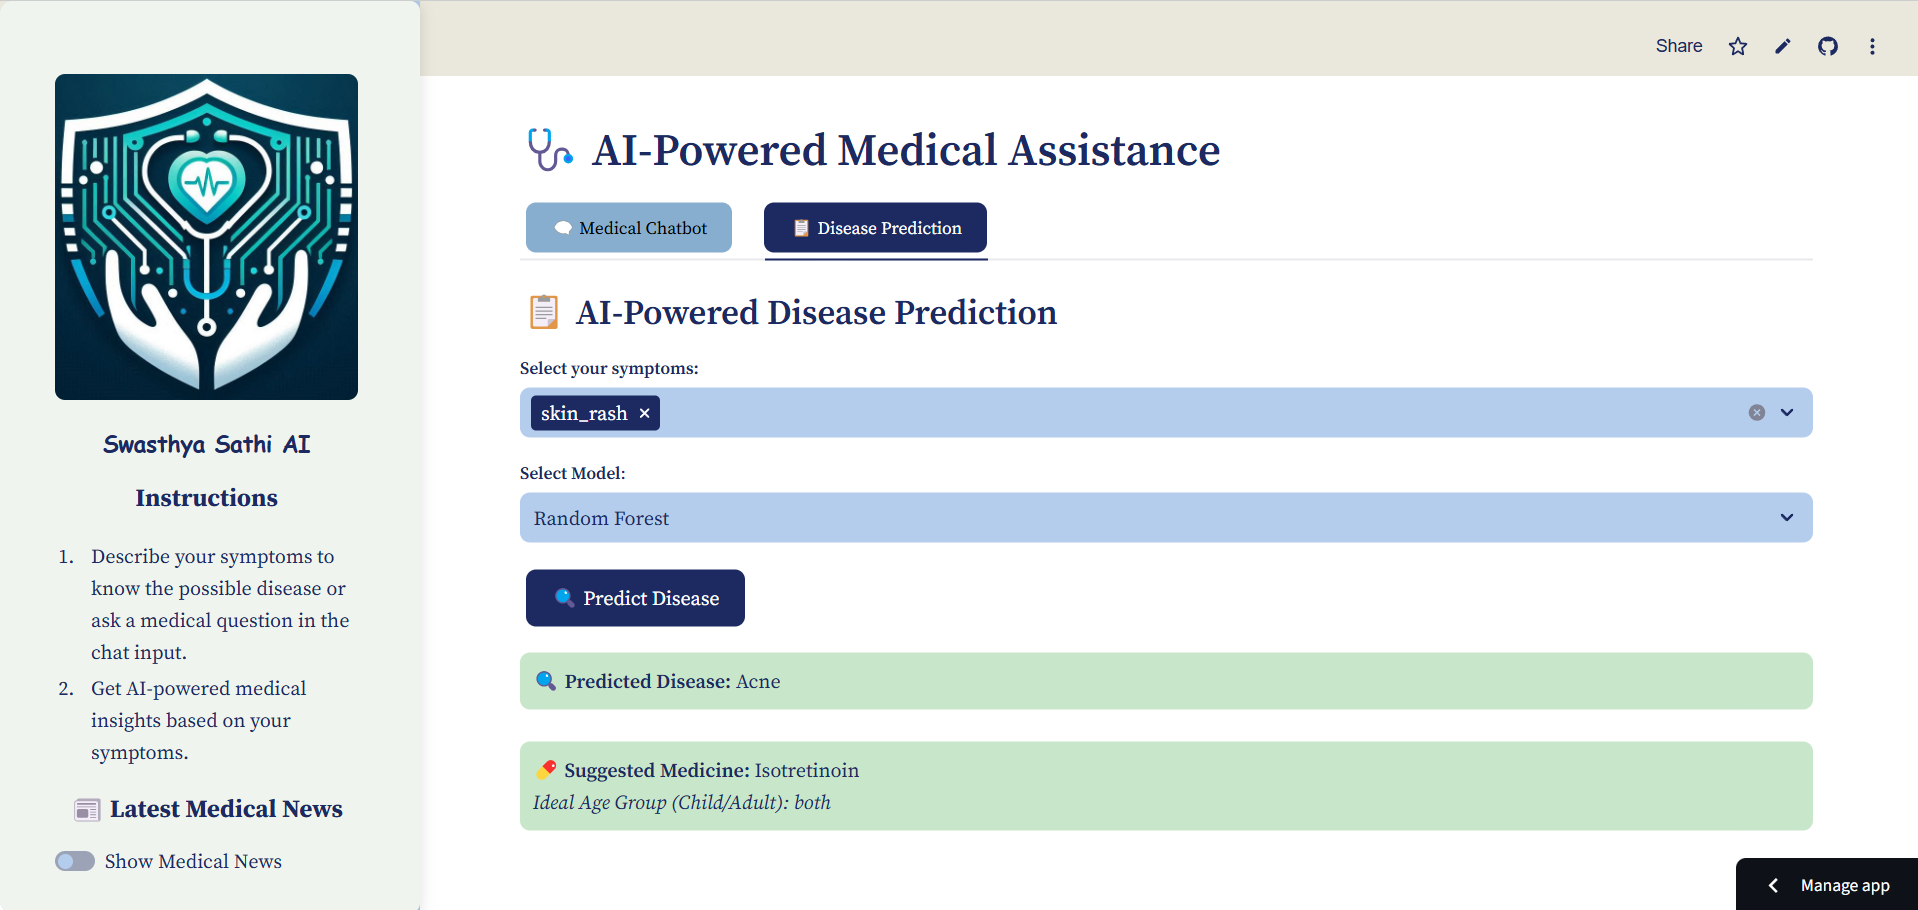 Share
Swasthya Sathi AI
Instructions
1. Describe your symptoms to
know the possible disease or
ask a medical question in the
chat input.
2. Get AI-powered medical
insights based on your
symptoms.
Latest Medical News
Show Medical News
AI-Powered Medical Assistance
Medical Chatbot
Disease Prediction
AI-Powered Disease Prediction
Select your symptoms:
skin_rash
Select Model:
Random Forest
Predict Disease
Predicted Disease: Acne
Suggested Medicine: Isotretinoin
Ideal Age Group (Child/Adult): both
Manage app